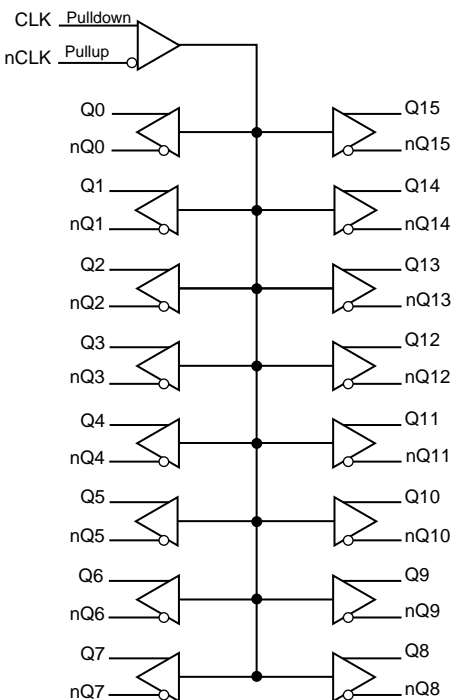 CLK Pulldown
nCLK Pullup
Q0 Q15
nQ0 nQ15
Q1 Q14
nQ1 nQ14
Q2 Q13
nQ2 nQ13
Q3 Q12
nQ3 nQ12
Q4 Q11
nQ4 nQ11
Q5 Q10
nQ5 nQ10
Q6 Q9
nQ6 nQ9
Q7 Q8
nQ7 nQ8